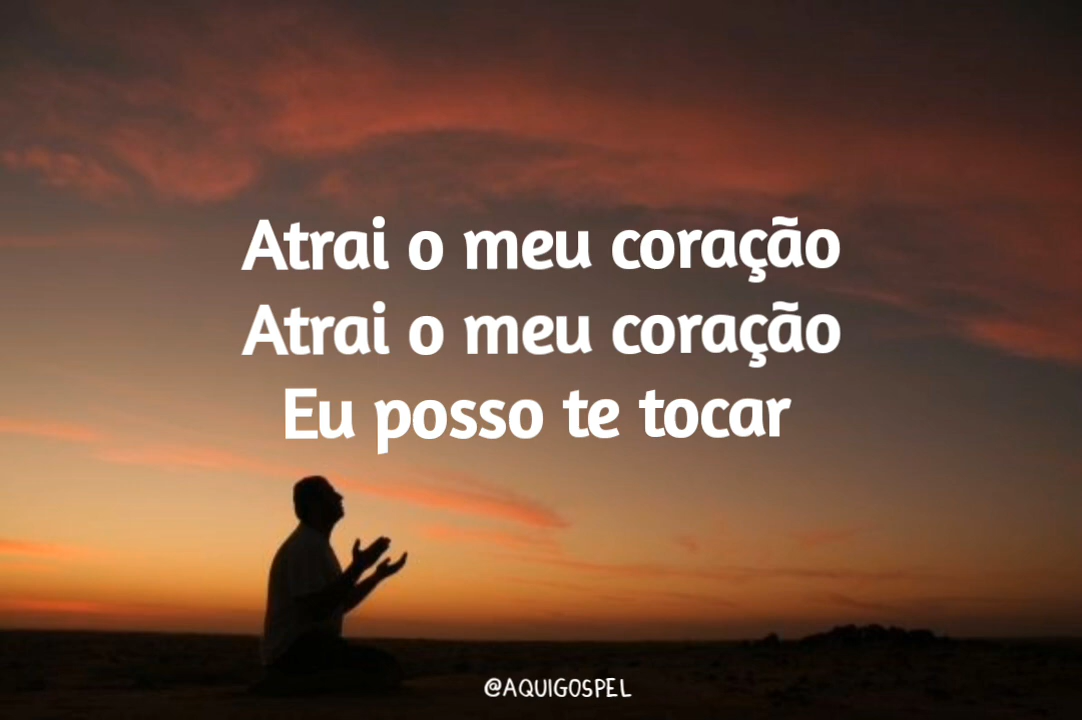 Atrai o meu coração
Atrai o meu coração
Eu posso te tocar
@AQUIGOSPEL